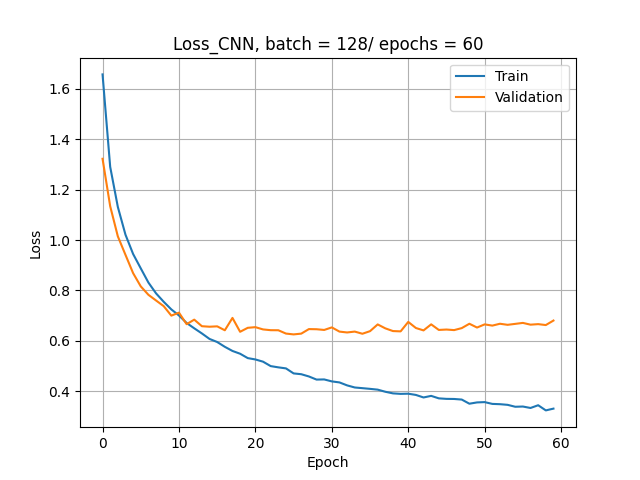 Loss_CNN, batch = 128/ epochs = 60
Train
Validation
1.6
1.4
1.2
1.0
0.8
0.6
0.4
Loss
0 10 20 30 40 50 60
Epoch